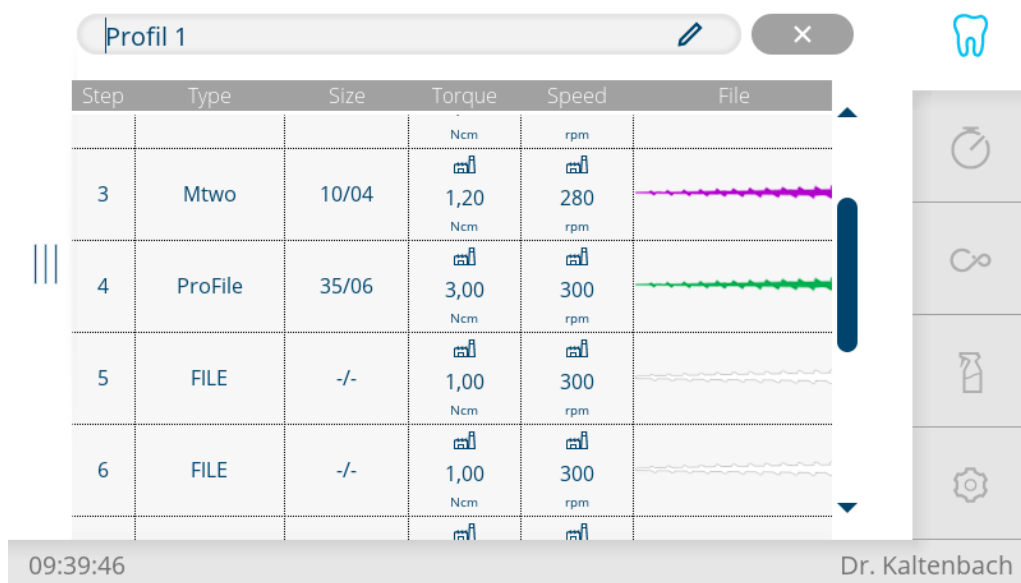 Profil 1
Step Type Size Torque Speed File
Ncm rpm
3 Mtwo 10/04 1,20 280
Ncm rpm
4 ProFile 35/06 3,00 300
Ncm rpm
5 FILE -/- 1,00 300
Ncm rpm
6 FILE -/- 1,00 300
Ncm rpm
09:39:46 Dr. Kaltenbach